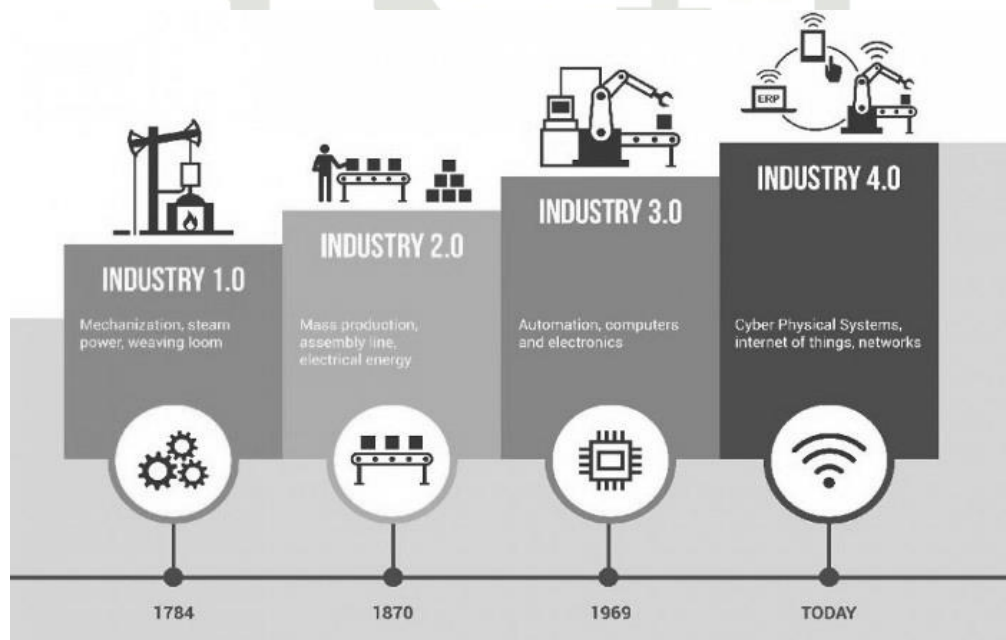 ERP
INDUSTRY 1.0
Mechanization, steam
power, weaving loom
INDUSTRY 2.0
Mass production,
assembly line,
electrical energy
INDUSTRY 3.0
Automation, computers
and electronics
INDUSTRY 4.0
Cyber Physical Systems,
internet of things, networks
1784
1870
1969
TODAY